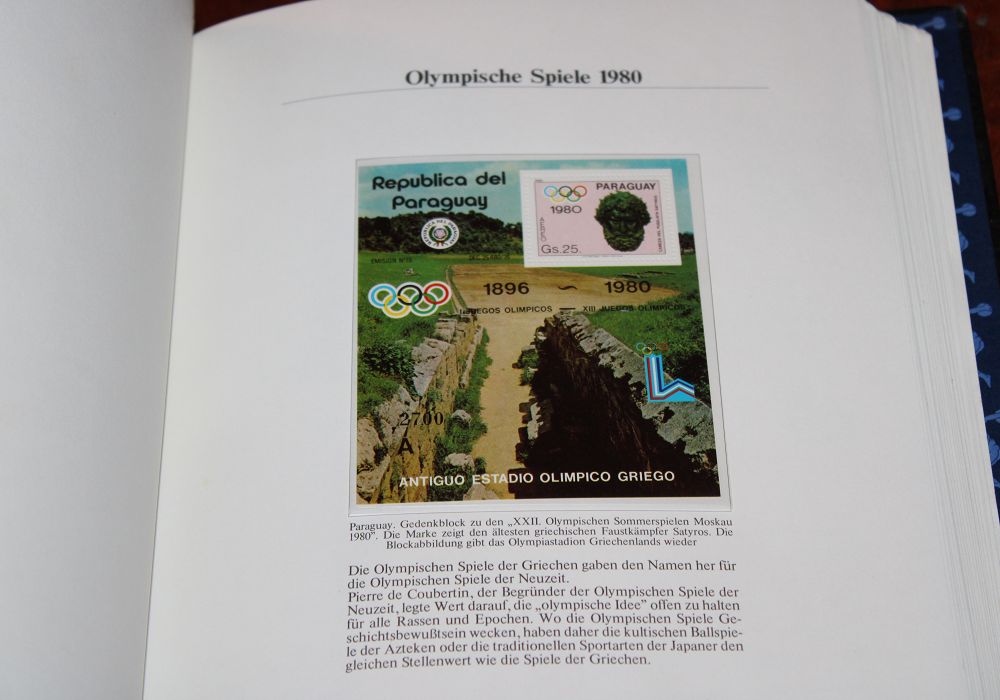 Olympische Spiele 1980
Republica del
Paraguay
PARAGUAY
1980
Gs.25.
EMISION Nº
1896 ~ 1980
JUEGOS OLIMPICOS — XIII JUEGOS OLIMPICOS
2700
A
ANTIGUO ESTADIO OLIMPICO GRIEGO
Paraguay. Gedenkblock zu den „XXII. Olympischen Sommerspielen Moskau
1980”. Die Marke zeigt den ältesten griechischen Faustkämpfer Satyros. Die
Blockabbildung gibt das Olympiastadion Griechenlands wieder
Die Olympischen Spiele der Griechen gaben den Namen her für
die Olympischen Spiele der Neuzeit.
Pierre de Coubertin, der Begründer der Olympischen Spiele der
Neuzeit, legte Wert darauf, die „olympische Idee” offen zu halten
für alle Rassen und Epochen. Wo die Olympischen Spiele Ge-
schichtsbewußtsein wecken, haben daher die kultischen Ballspie-
le der Azteken oder die traditionellen Sportarten der Japaner den
gleichen Stellenwert wie die Spiele der Griechen.